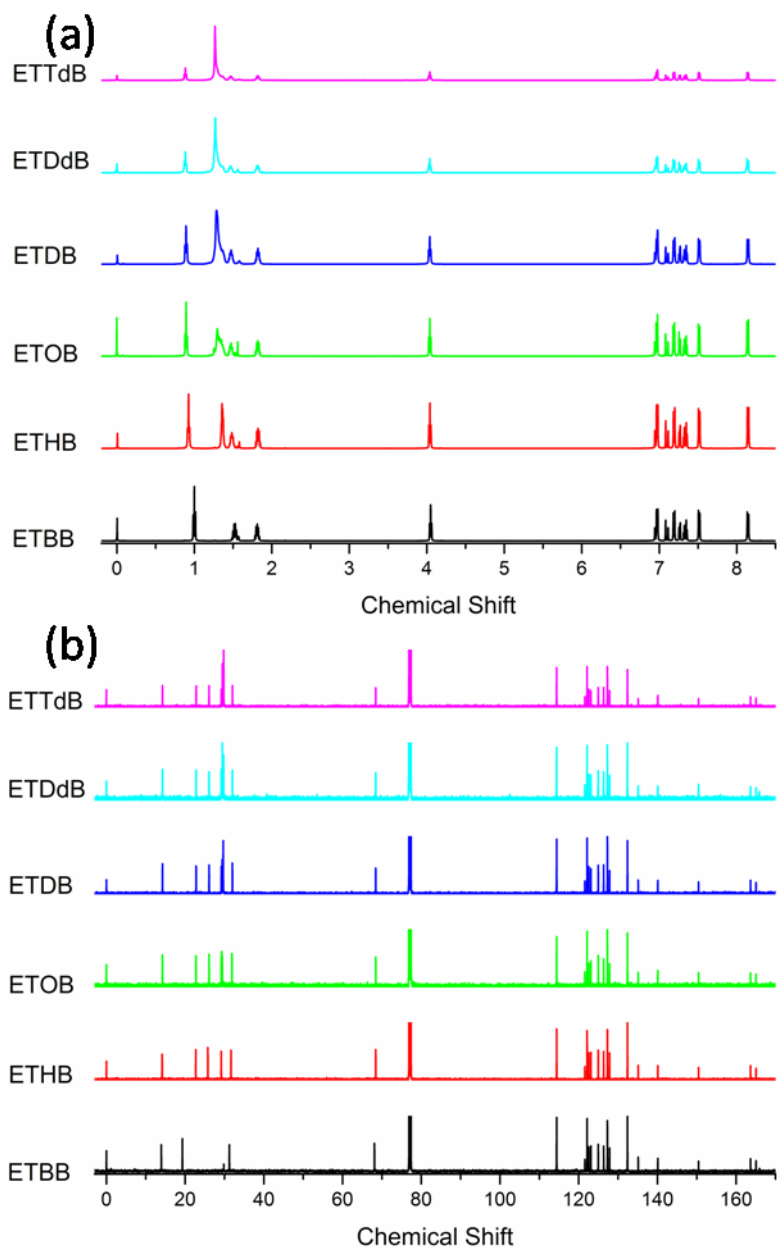 (a)
ETTdB
ETDdB
ETDB
ETOB
ETHB
ETBB
0 1 2 3 4 5 6 7 8
Chemical Shift
(b)
ETTdB
ETDdB
ETDB
ETOB
ETHB
ETBB
0 20 40 60 80 100 120 140 160
Chemical Shift